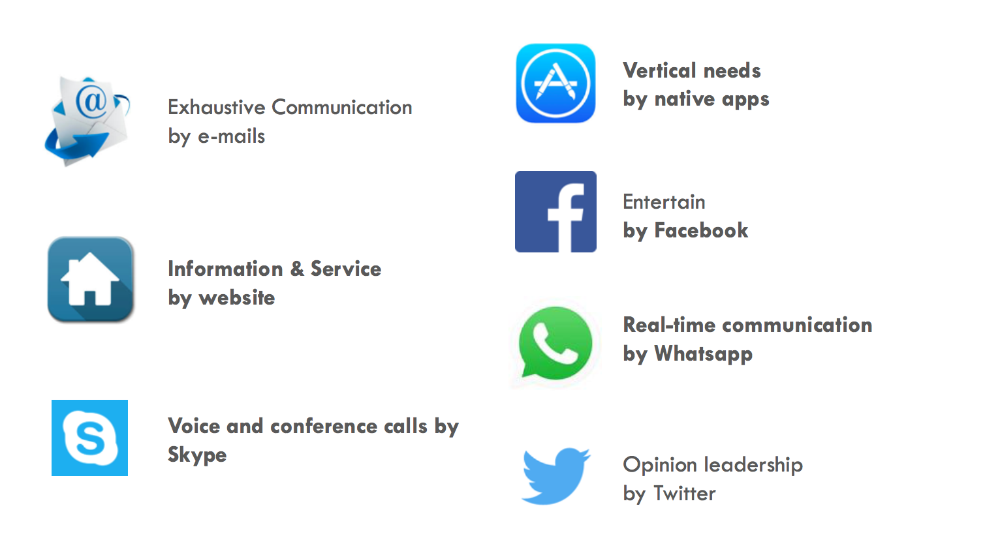 Exhaustive Communication
by e-mails
Information & Service
by website
Voice and conference calls by
Skype
Vertical needs
by native apps
Entertain
by Facebook
Real-time communication
by Whatsapp
Opinion leadership
by Twitter